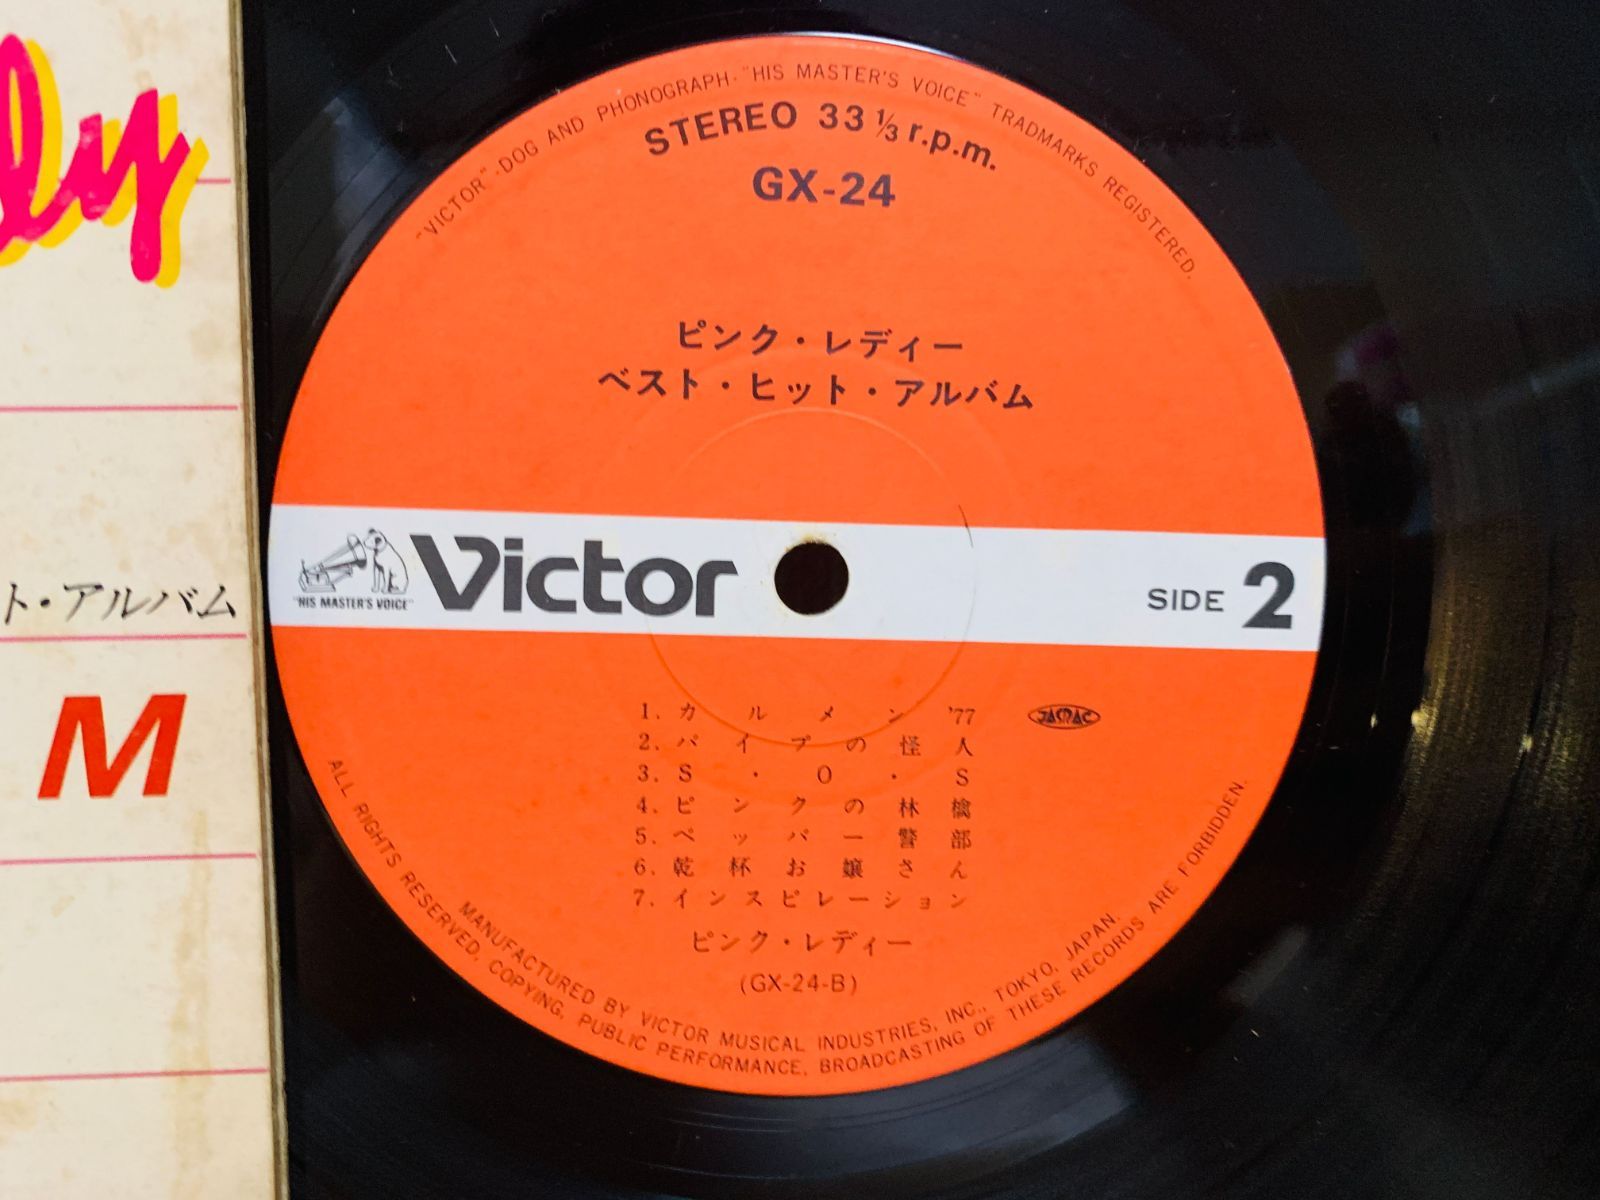 ly
ト・アルバム
M
"VICTOR"·DOG AND PHONOGRAPH·"HIS MASTER'S VOICE" TRADMARKS REGISTERED.
STEREO 33⅓ r.p.m.
GX-24
ピンク・レディー
ベスト・ヒット・アルバム
"HIS MASTER'S VOICE"
Victor
SIDE 2
1. カルメン '77
JAMAC
2. パイプの怪人
3. S・O・S
4. ピンクの林檎
5. ペッパー警部
6. 乾杯お嬢さん
7. インスピレーション
ピンク・レディー
(GX-24-B)
MANUFACTURED BY VICTOR MUSICAL INDUSTRIES, INC., TOKYO, JAPAN.
ALL RIGHTS RESERVED, COPYING, PUBLIC PERFORMANCE, BROADCASTING OF THESE RECORDS ARE FORBIDDEN.